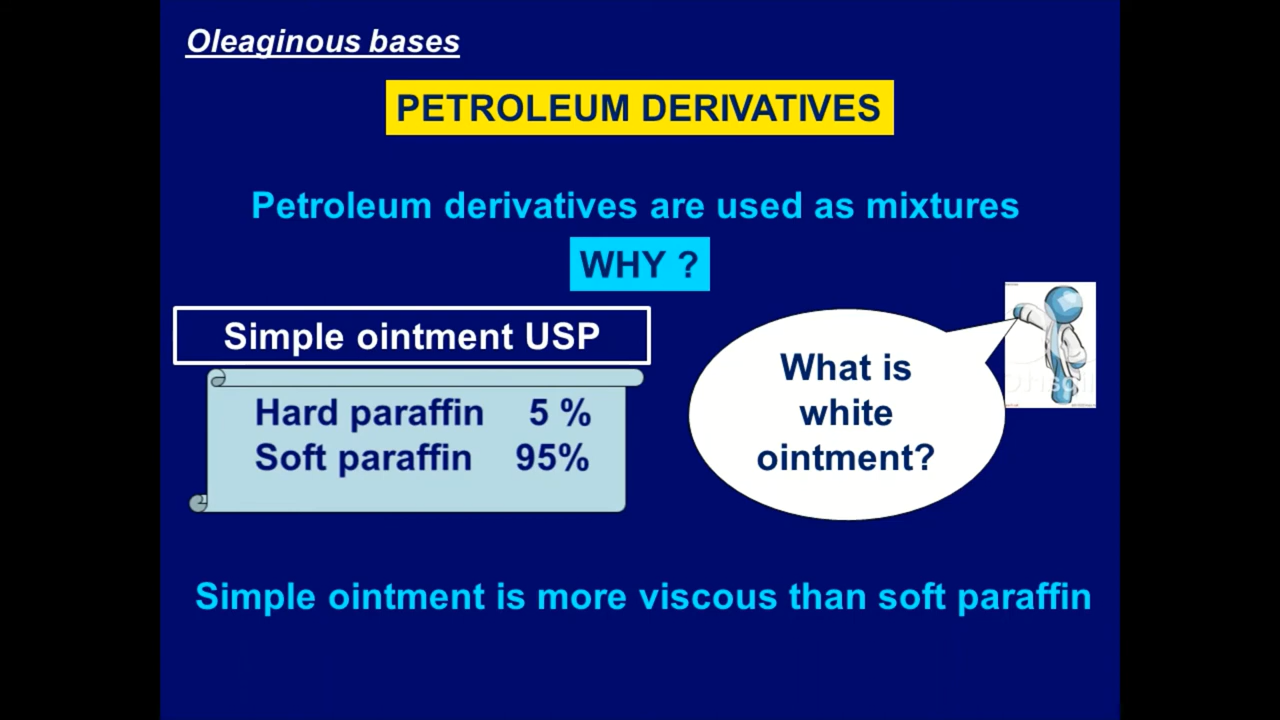 Oleaginous bases
PETROLEUM DERIVATIVES
Petroleum derivatives are used as mixtures
WHY ?
Simple ointment USP
Hard paraffin 5 %
Soft paraffin 95%
What is
white
ointment?
Simple ointment is more viscous than soft paraffin